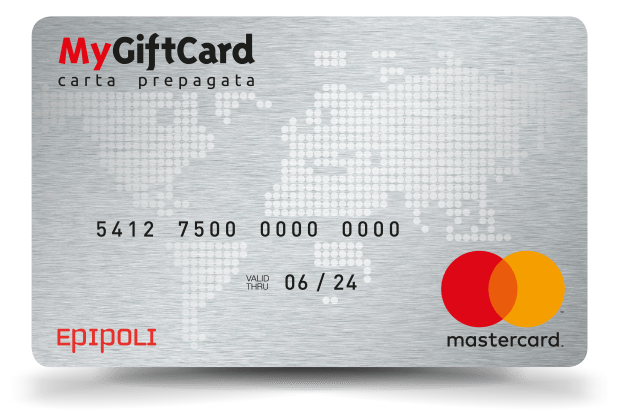 MyGiftCard
carta prepagata
5412 7500 0000 0000
VALID THRU 06 / 24
EPIPOLI
mastercard.